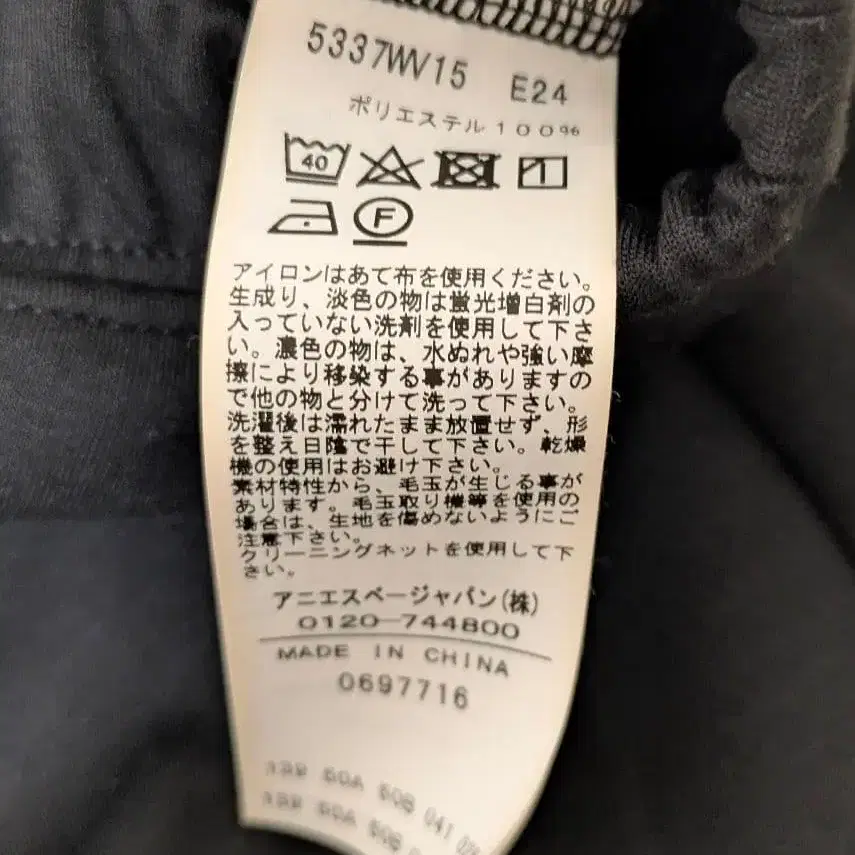 5337WV15 E24
ポリエステル100%
40
F
アイロンはあて布を使用ください。
生成り、淡色の物は蛍光増白剤の
入っていない洗剤を使用して下さ
い。濃色の物は、水ぬれや強い摩
擦により移染する事がありますの
で他の物と分けて洗って下さい。
洗濯後は濡れたまま放置せず、形
を整え日陰で干して下さい。乾燥
機の使用はお避け下さい。
素材特性から、毛玉が生じる事が
あります。毛玉取り機等を使用の
場合は、生地を傷めないようにご
注意下さい。
クリーニングネットを使用して下
さい。
アニエスベージャパン(株)
0120-744800
MADE IN CHINA
0697716
139 50A 50B 041
139 50A 50B